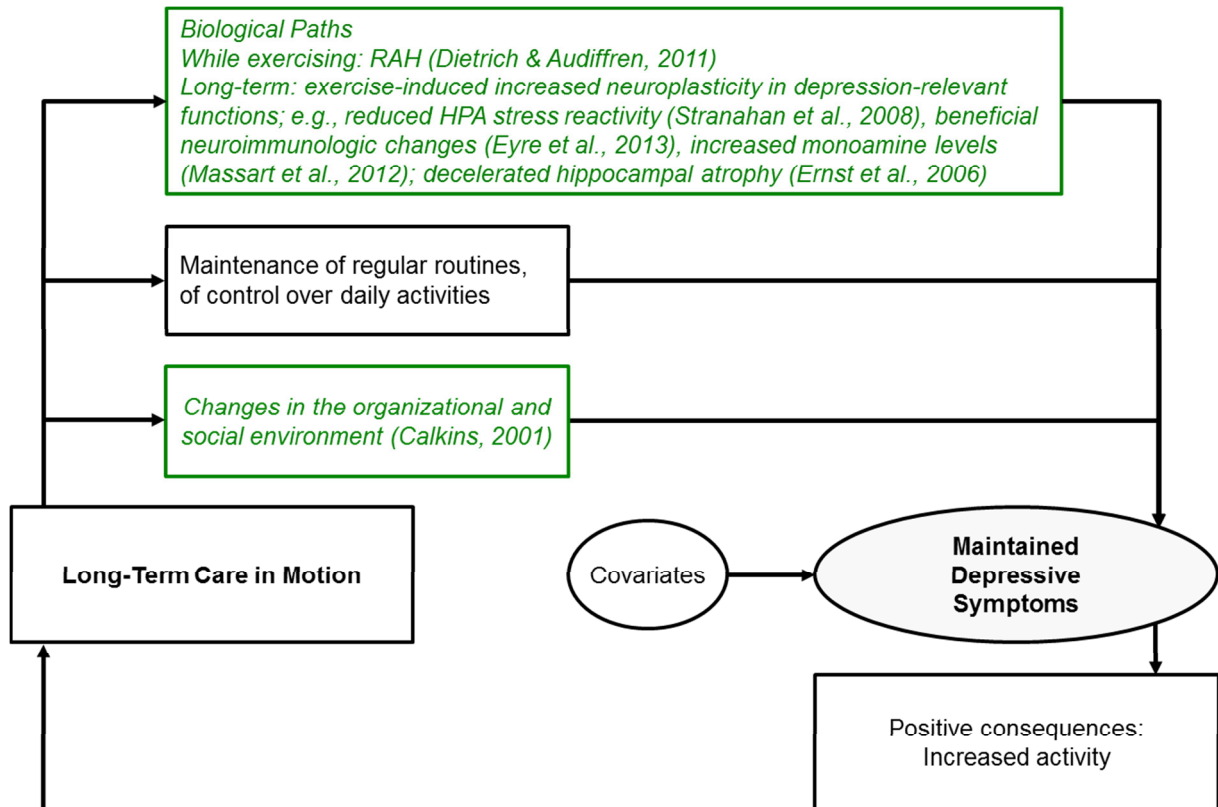 Biological Paths
While exercising: RAH (Dietrich & Audiffren, 2011)
Long-term: exercise-induced increased neuroplasticity in depression-relevant
functions; e.g., reduced HPA stress reactivity (Stranahan et al., 2008), beneficial
neuroimmunologic changes (Eyre et al., 2013), increased monoamine levels
(Massart et al., 2012); decelerated hippocampal atrophy (Ernst et al., 2006)
Maintenance of regular routines,
of control over daily activities
Changes in the organizational and
social environment (Calkins, 2001)
Long-Term Care in Motion
Covariates
Maintained
Depressive
Symptoms
Positive consequences:
Increased activity